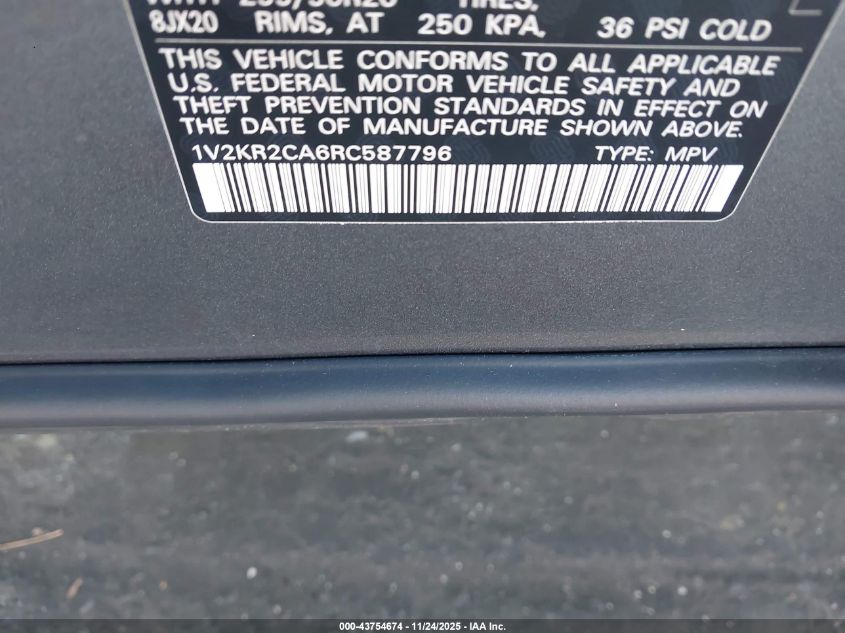 8JX20 RIMS, AT 250 KPA, 36 PSI COLD
THIS VEHICLE CONFORMS TO ALL APPLICABLE
U.S. FEDERAL MOTOR VEHICLE SAFETY AND
THEFT PREVENTION STANDARDS IN EFFECT ON
THE DATE OF MANUFACTURE SHOWN ABOVE.
1V2KR2CA6RC587796 TYPE: MPV
000-43754674 - 11/24/2025 - IAA Inc.